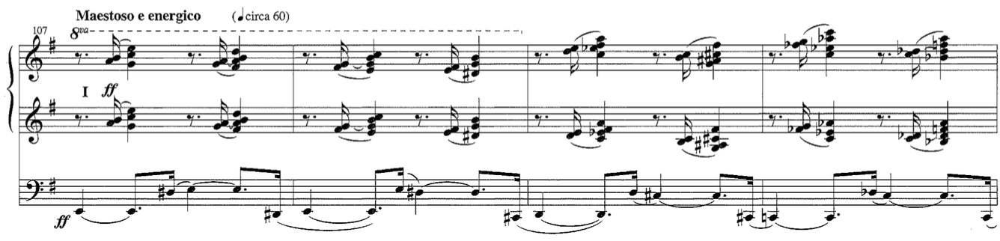 Maestoso e energico (♩ circa 60)
107
8va
ff
I
ff